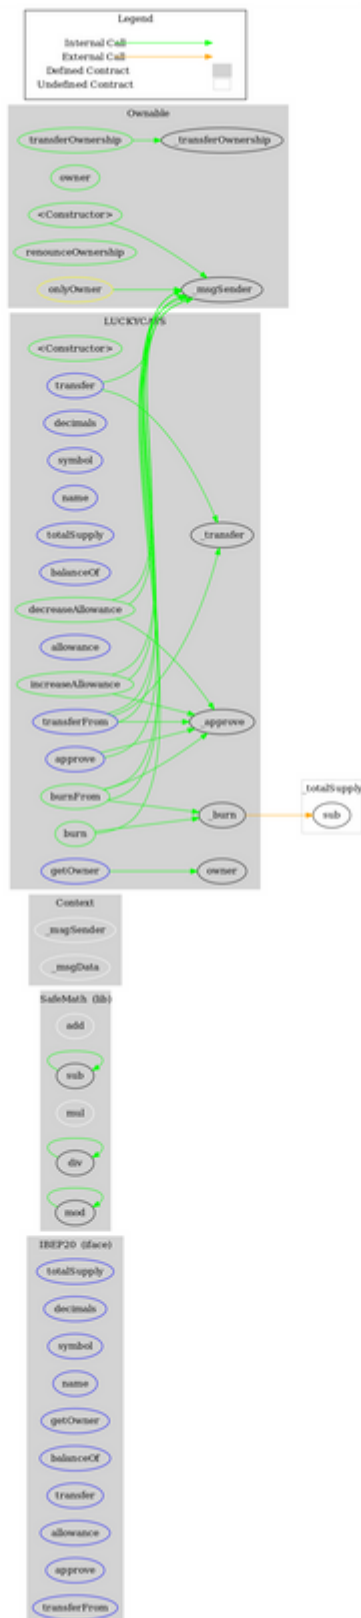 Legend
Internal Call
External Call
Defined Contract
Undefined Contract
Ownable
transferOwnership
_transferOwnership
owner
<Constructor>
renounceOwnership
onlyOwner
_msgSender
LUCKYCATS
<Constructor>
transfer
decimals
symbol
name
totalSupply
_transfer
balanceOf
decreaseAllowance
allowance
increaseAllowance
transferFrom
_approve
approve
burnFrom
_burn
_totalSupply
sub
burn
getOwner
owner
Context
_msgSender
_msgData
SafeMath (lib)
add
sub
mul
div
mod
IBEP20 (iface)
totalSupply
decimals
symbol
name
getOwner
balanceOf
transfer
allowance
approve
transferFrom